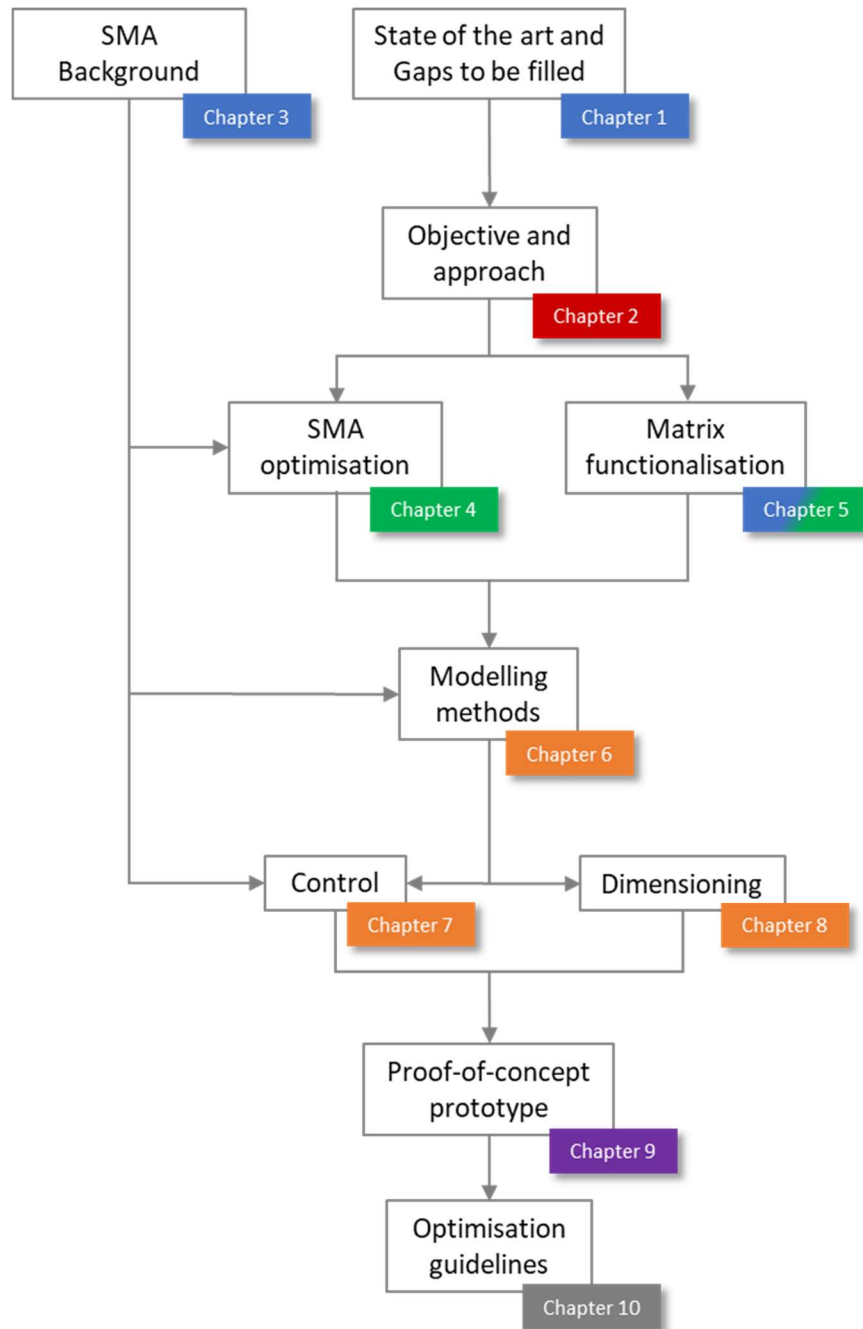 SMA
Background
Chapter 3
State of the art and
Gaps to be filled
Chapter 1
Objective and
approach
Chapter 2
SMA
optimisation
Chapter 4
Matrix
functionalisation
Chapter 5
Modelling
methods
Chapter 6
Control
Chapter 7
Dimensioning
Chapter 8
Proof-of-concept
prototype
Chapter 9
Optimisation
guidelines
Chapter 10